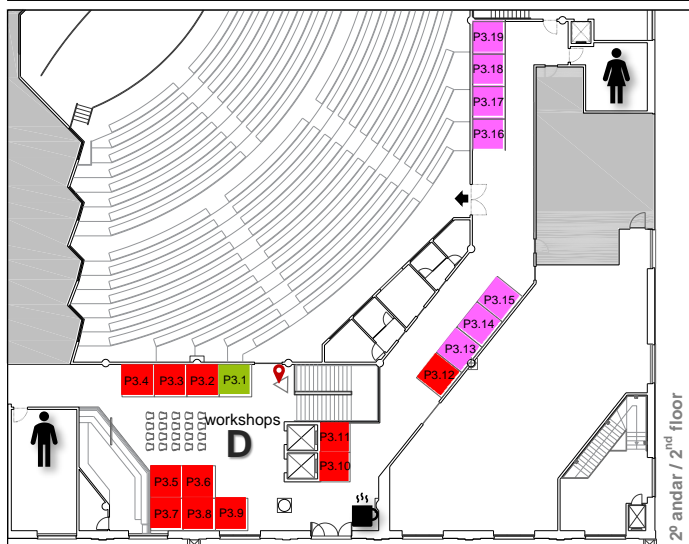 P3.19
P3.18
P3.17
P3.16
P3.15
P3.14
P3.13
P3.12
P3.4 P3.3 P3.2 P3.1
workshops
D
P3.11
P3.10
P3.5 P3.6
P3.7 P3.8 P3.9
2º andar / 2nd floor